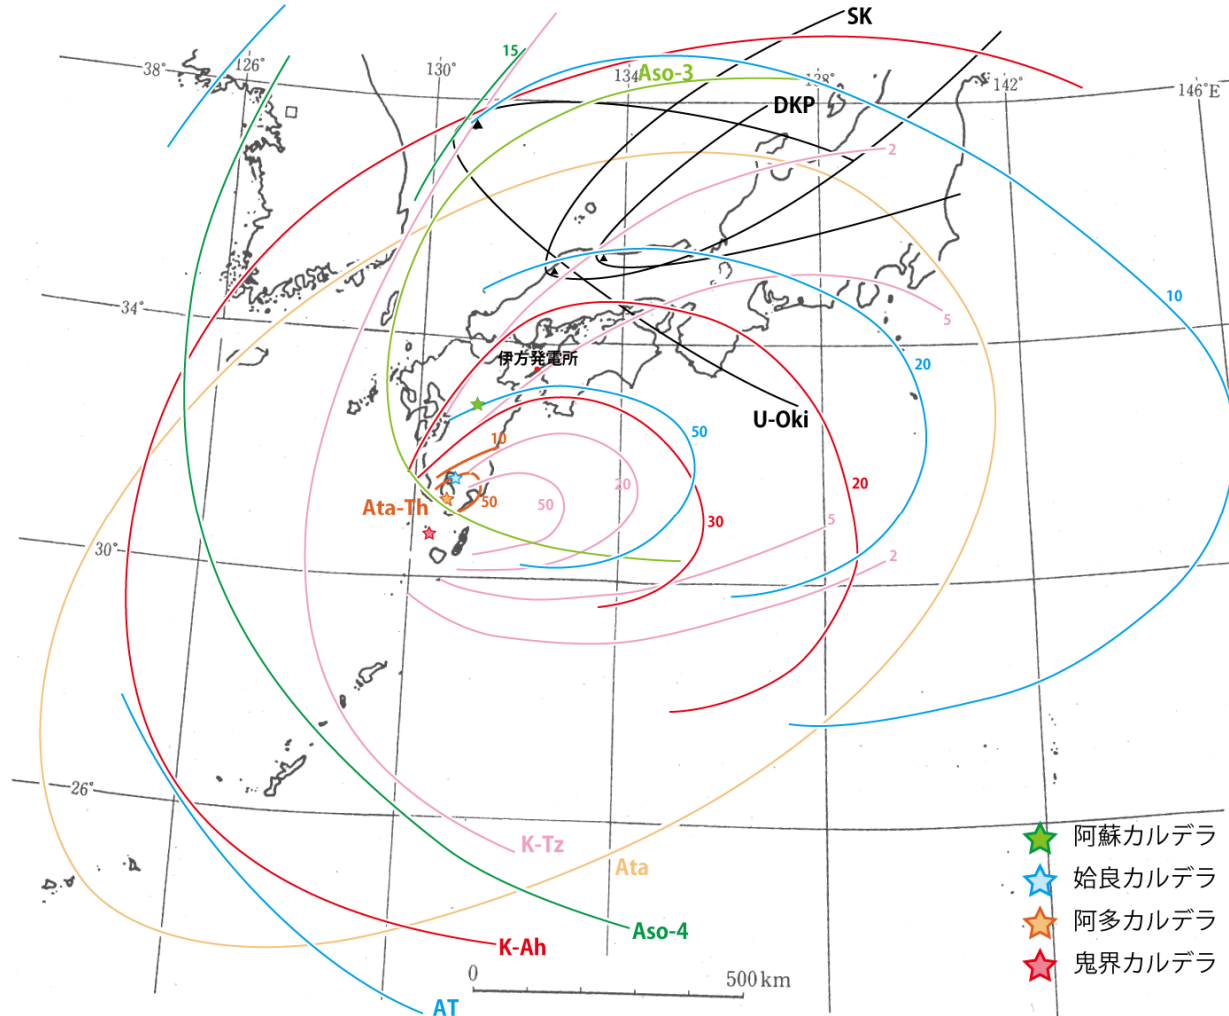 SK
15
38°
126°
130°
134°
Aso-3
138°
142°
146°E
DKP
2
10
34°
5
20
伊方発電所
U-Oki
50
10
20
50
20
50
Ata-Th
30
5
30°
2
26°
K-Tz
Ata
Aso-4
K-Ah
AT
0
500km
阿蘇カルデラ
姶良カルデラ
阿多カルデラ
鬼界カルデラ